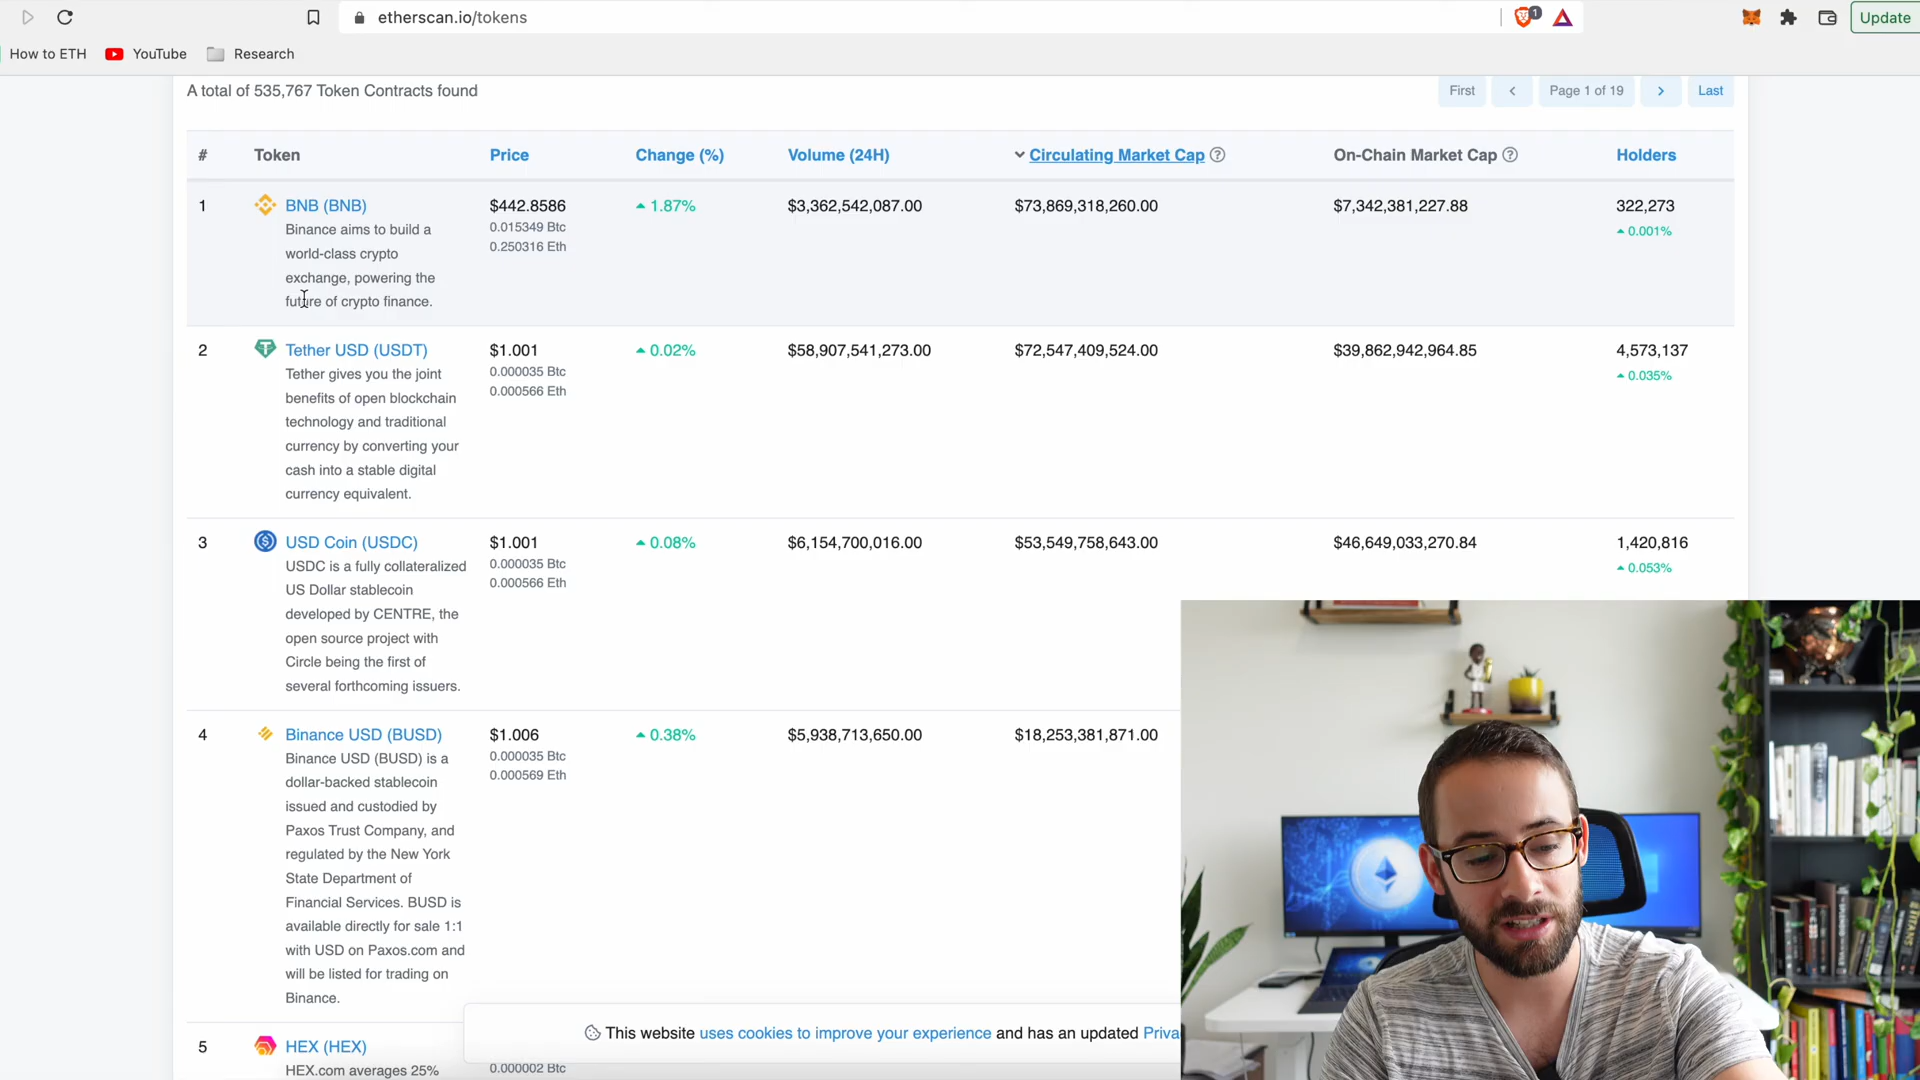 etherscan.io/tokens
1
Update
How to ETH
YouTube
Research
A total of 535,767 Token Contracts found
First
Page 1 of 19
Last
# Token Price Change (%) Volume (24H) Circulating Market Cap On-Chain Market Cap Holders
1 BNB (BNB) $442.8586 1.87% $3,362,542,087.00 $73,869,318,260.00 $7,342,381,227.88 322,273
0.015349 Btc
0.250316 Eth
0.001%
Binance aims to build a
world-class crypto
exchange, powering the
future of crypto finance.
2 Tether USD (USDT) $1.001 0.02% $58,907,541,273.00 $72,547,409,524.00 $39,862,942,964.85 4,573,137
0.000035 Btc
0.000566 Eth
0.035%
Tether gives you the joint
benefits of open blockchain
technology and traditional
currency by converting your
cash into a stable digital
currency equivalent.
3 USD Coin (USDC) $1.001 0.08% $6,154,700,016.00 $53,549,758,643.00 $46,649,033,270.84 1,420,816
0.000035 Btc
0.000566 Eth
0.053%
USDC is a fully collateralized
US Dollar stablecoin
developed by CENTRE, the
open source project with
Circle being the first of
several forthcoming issuers.
4 Binance USD (BUSD) $1.006 0.38% $5,938,713,650.00 $18,253,381,871.00
0.000035 Btc
0.000569 Eth
Binance USD (BUSD) is a
dollar-backed stablecoin
issued and custodied by
Paxos Trust Company, and
regulated by the New York
State Department of
Financial Services. BUSD is
available directly for sale 1:1
with USD on Paxos.com and
will be listed for trading on
Binance.
5 HEX (HEX)
HEX.com averages 25%
0.000002 Btc
This website uses cookies to improve your experience and has an updated Priva